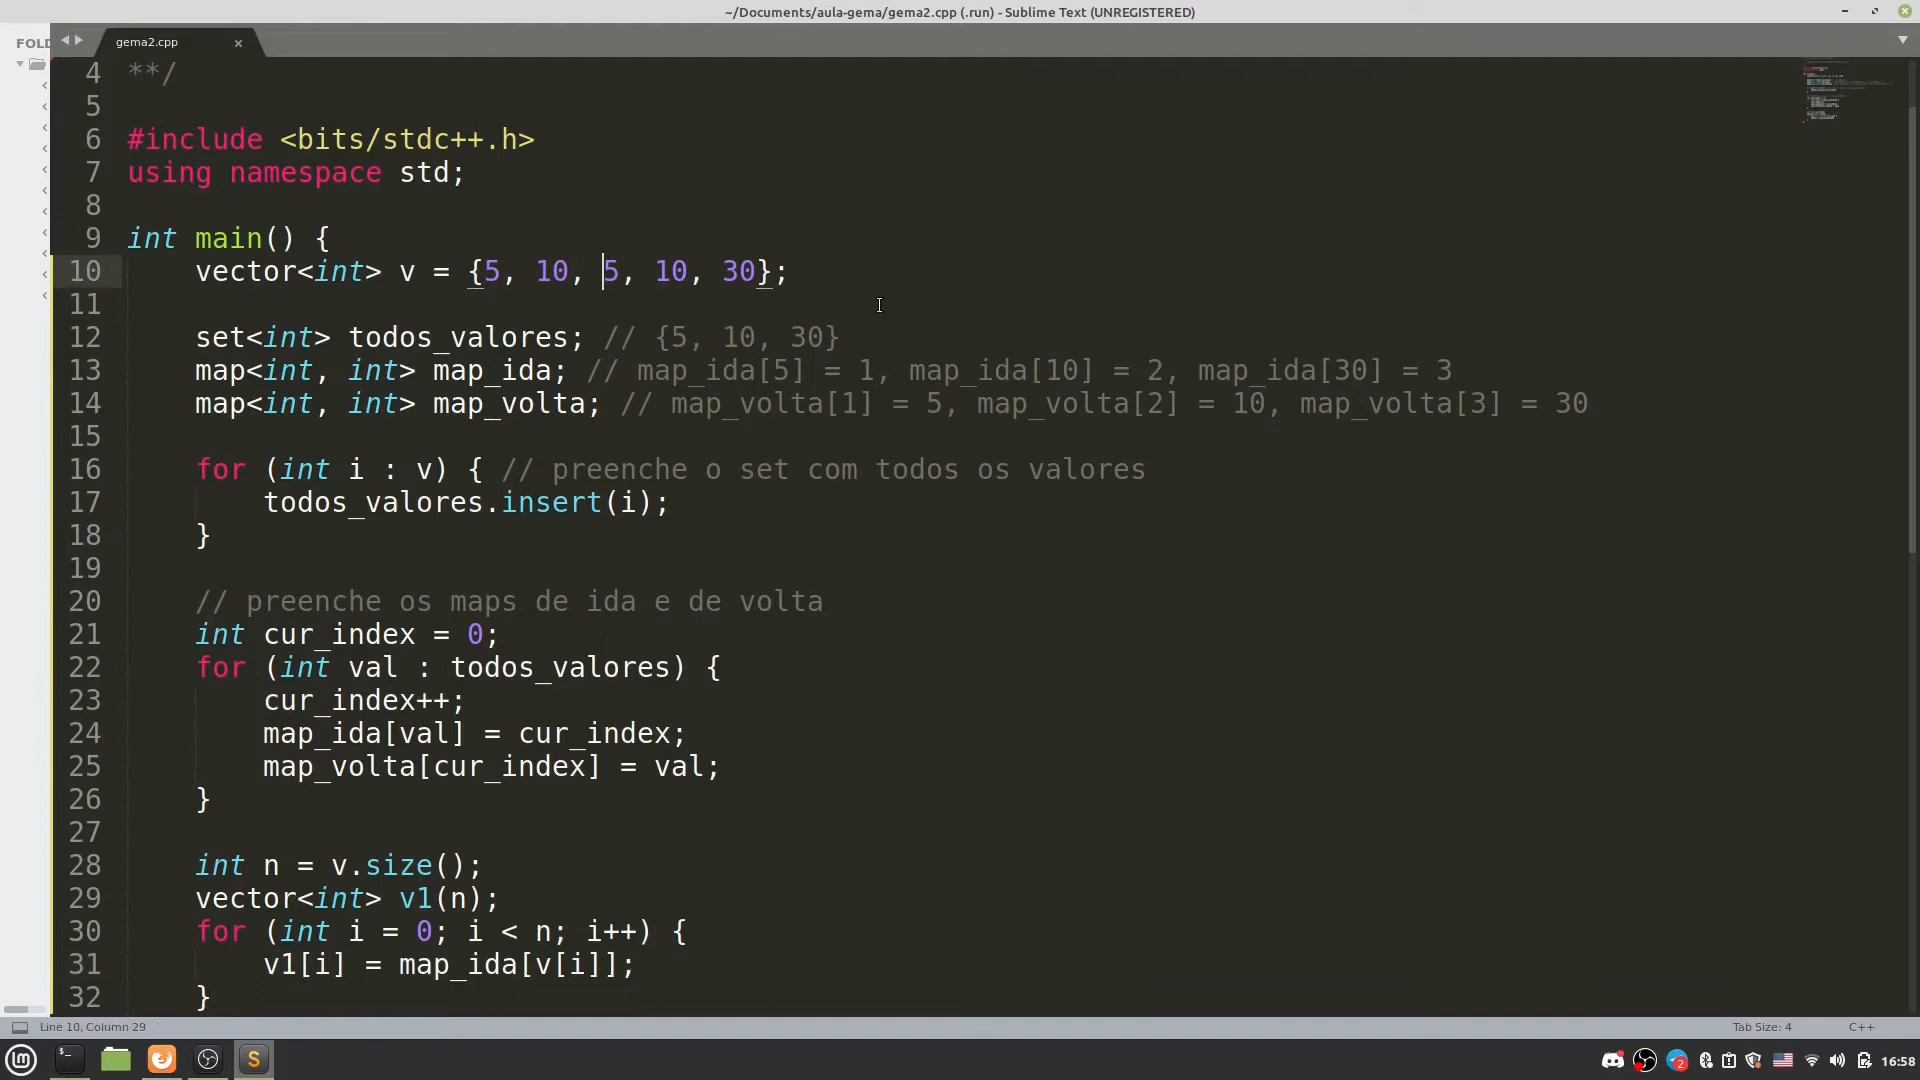 ~/Documents/aula-gema/gema2.cpp (.run) - Sublime Text (UNREGISTERED)
FOLD
gema2.cpp
4 **/
5
6 #include <bits/stdc++.h>
7 using namespace std;
8
9 int main() {
10 vector<int> v = {5, 10, 5, 10, 30};
11
12 set<int> todos_valores; // {5, 10, 30}
13 map<int, int> map_ida; // map_ida[5] = 1, map_ida[10] = 2, map_ida[30] = 3
14 map<int, int> map_volta; // map_volta[1] = 5, map_volta[2] = 10, map_volta[3] = 30
15
16 for (int i : v) { // preenche o set com todos os valores
17 todos_valores.insert(i);
18 }
19
20 // preenche os maps de ida e de volta
21 int cur_index = 0;
22 for (int val : todos_valores) {
23 cur_index++;
24 map_ida[val] = cur_index;
25 map_volta[cur_index] = val;
26 }
27
28 int n = v.size();
29 vector<int> v1(n);
30 for (int i = 0; i < n; i++) {
31 v1[i] = map_ida[v[i]];
32 }
Line 10, Column 29
Tab Size: 4
C++
16:58